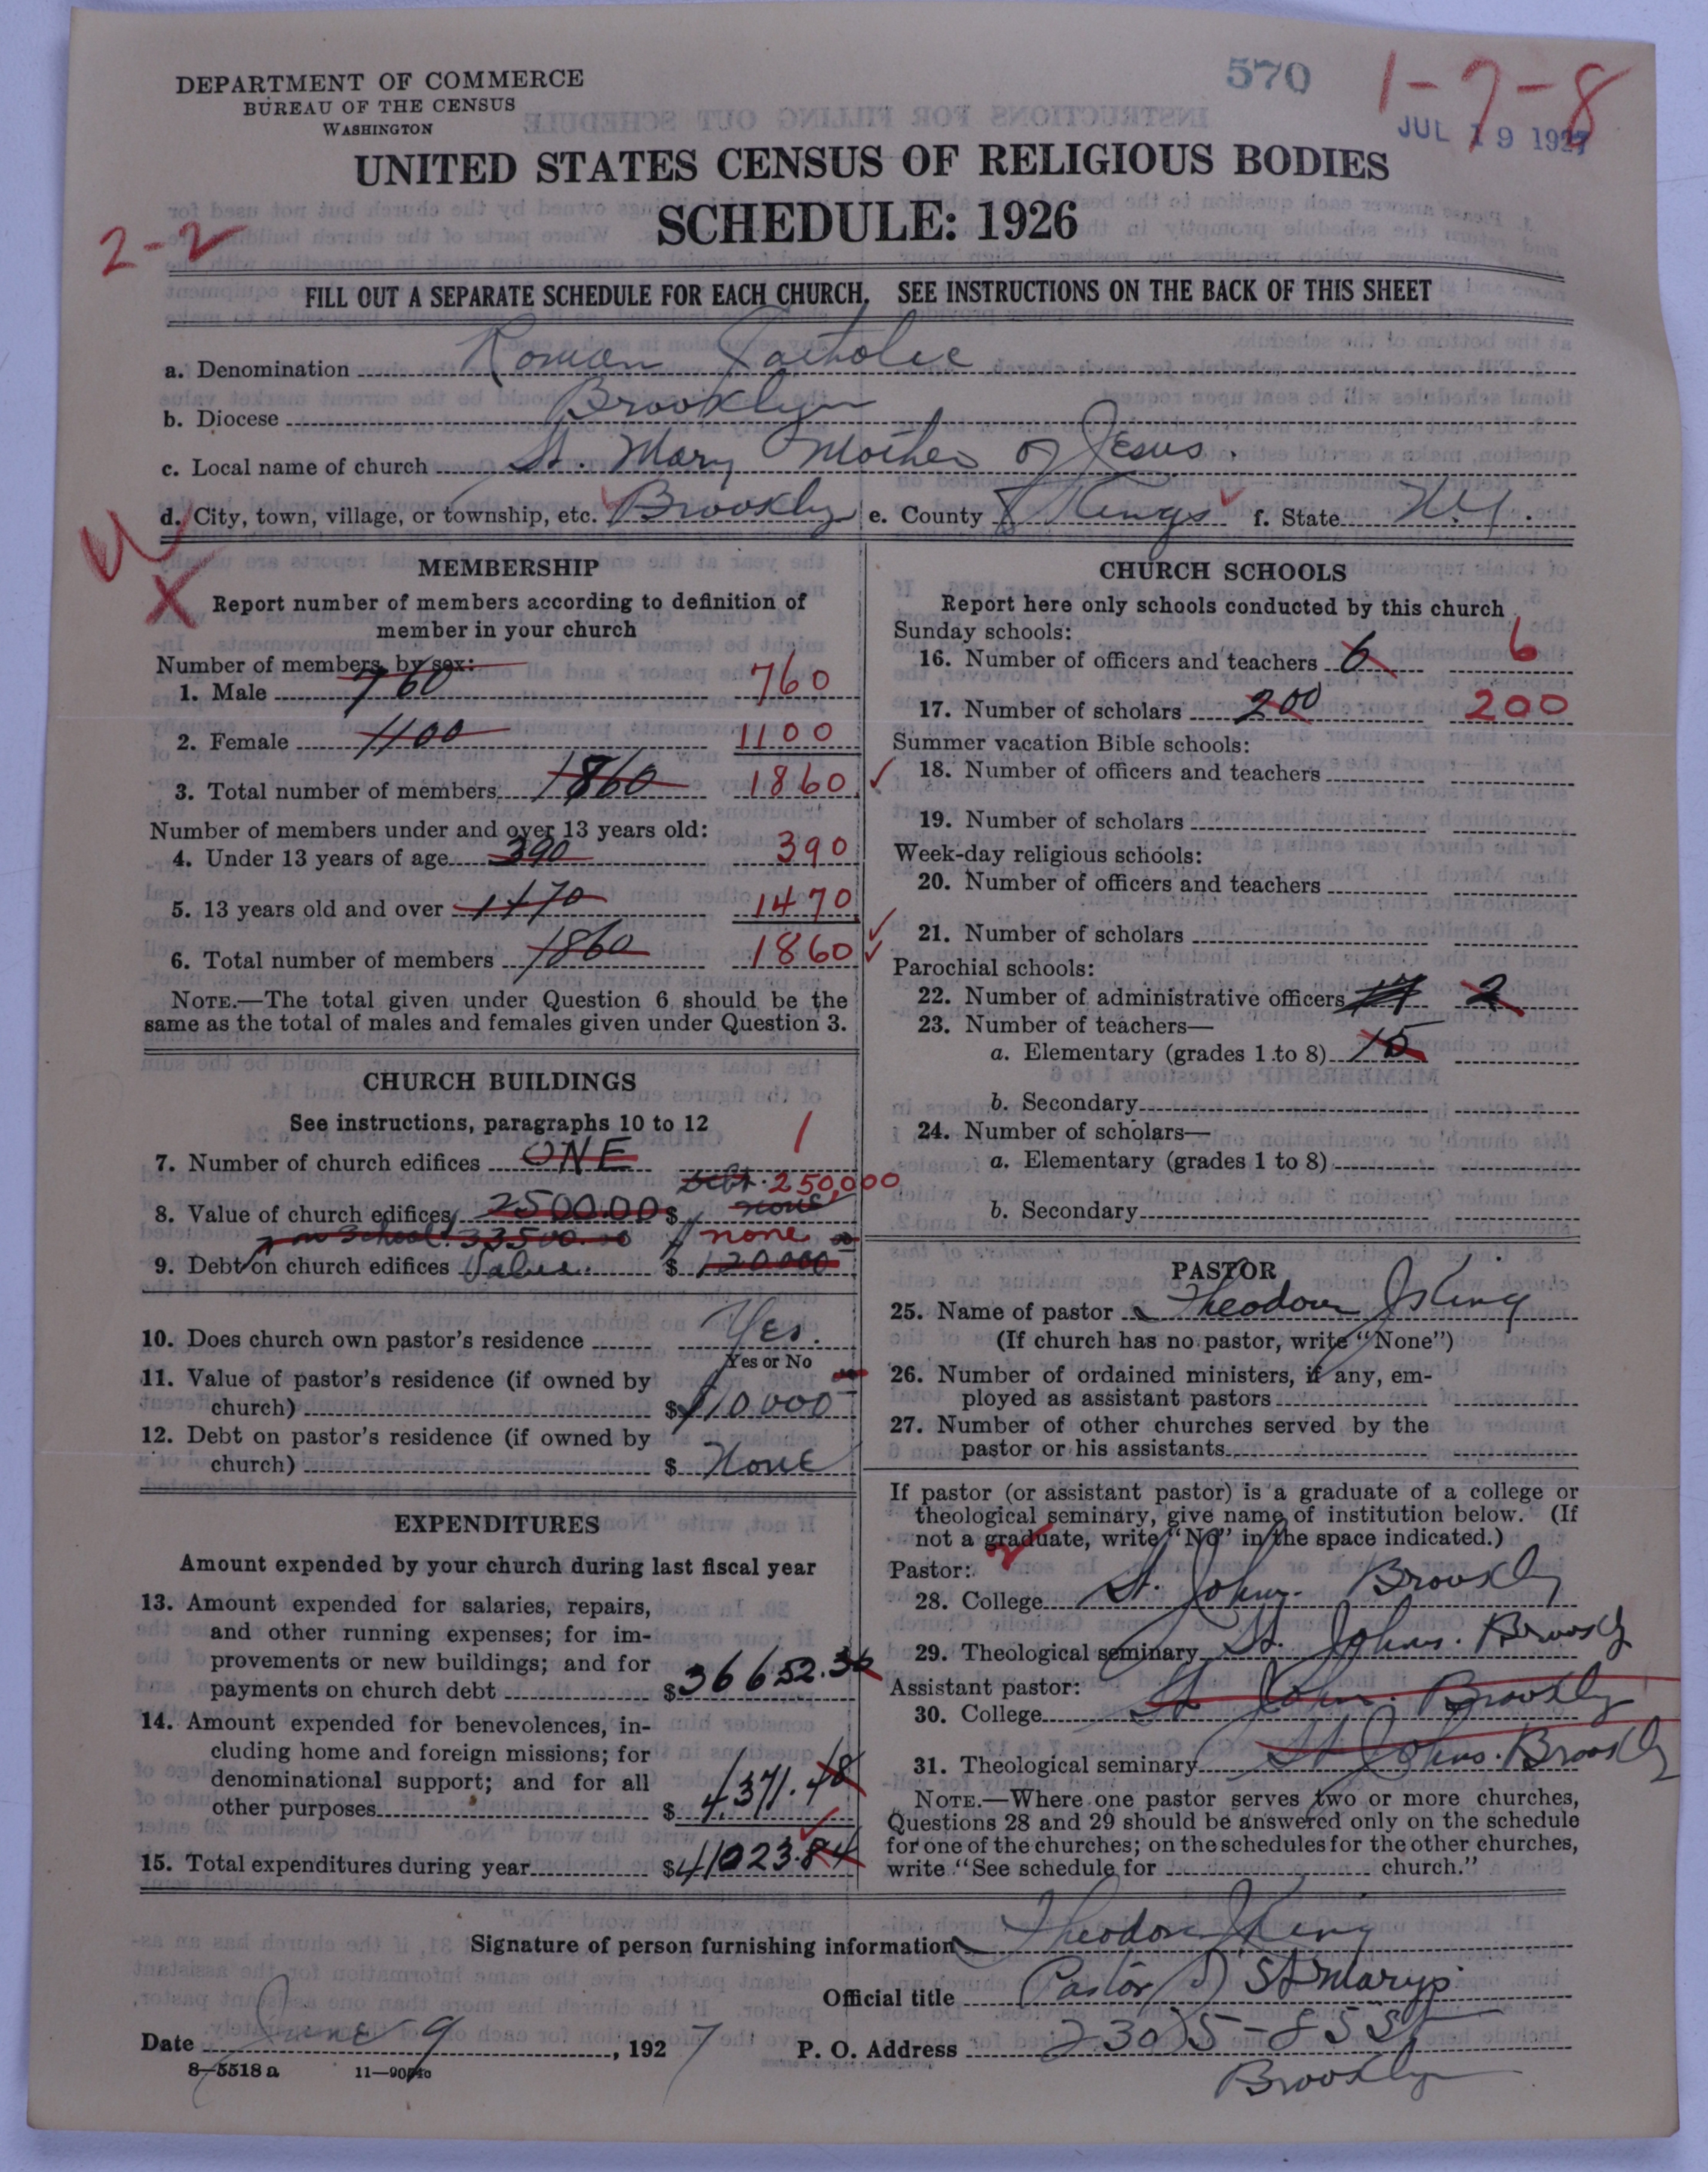 570
1-7-8
DEPARTMENT OF COMMERCE
BUREAU OF THE CENSUS
WASHINGTON
JUL 19 1927
UNITED STATES CENSUS OF RELIGIOUS BODIES
SCHEDULE: 1926
2-2
FILL OUT A SEPARATE SCHEDULE FOR EACH CHURCH. SEE INSTRUCTIONS ON THE BACK OF THIS SHEET
a. Denomination Roman Catholic
b. Diocese Brooklyn
c. Local name of church St. Mary Mother of Jesus.
d. City, town, village, or township, etc. Brooklyn e. County Kings f. State N.Y.
X
MEMBERSHIP
Report number of members according to definition of
member in your church
Number of members, by sex:
1. Male 760 760
2. Female 1100 1100
3. Total number of members 1860 1860
Number of members under and over 13 years old:
4. Under 13 years of age 390 390
5. 13 years old and over 1470 1470
6. Total number of members 1860 1860
NOTE.—The total given under Question 6 should be the
same as the total of males and females given under Question 3.
CHURCH BUILDINGS
See instructions, paragraphs 10 to 12
7. Number of church edifices ONE 1
Debt. 250,000
8. Value of church edifices 2500.00 $ none
on School. 33500.00 none
9. Debt on church edifices Value. $ 120000
10. Does church own pastor's residence Yes.
Yes or No
11. Value of pastor's residence (if owned by
church) $ 10.000
12. Debt on pastor's residence (if owned by
church) $ None
EXPENDITURES
Amount expended by your church during last fiscal year
13. Amount expended for salaries, repairs,
and other running expenses; for im-
provements or new buildings; and for
payments on church debt $ 36652.36
14. Amount expended for benevolences, in-
cluding home and foreign missions; for
denominational support; and for all
other purposes $ 4,371.48
15. Total expenditures during year $ 41023.84
CHURCH SCHOOLS
Report here only schools conducted by this church
Sunday schools:
16. Number of officers and teachers 6 6
17. Number of scholars 200 200
Summer vacation Bible schools:
18. Number of officers and teachers
19. Number of scholars
Week-day religious schools:
20. Number of officers and teachers
21. Number of scholars
Parochial schools:
22. Number of administrative officers 2
23. Number of teachers—
a. Elementary (grades 1 to 8) 15
b. Secondary
24. Number of scholars—
a. Elementary (grades 1 to 8)
b. Secondary
PASTOR
25. Name of pastor Theodore J King
(If church has no pastor, write "None")
26. Number of ordained ministers, if any, em-
ployed as assistant pastors
27. Number of other churches served by the
pastor or his assistants
If pastor (or assistant pastor) is a graduate of a college or
theological seminary, give name of institution below. (If
not a graduate, write "No" in the space indicated.)
Pastor:
28. College St. Johns. Brooklyn
29. Theological seminary St. Johns. Brooklyn
Assistant pastor:
30. College St John. Brooklyn
31. Theological seminary St Johns. Brooklyn
NOTE.—Where one pastor serves two or more churches,
Questions 28 and 29 should be answered only on the schedule
for one of the churches; on the schedules for the other churches,
write "See schedule for church."
Signature of person furnishing information Theodore J King
Official title Pastor of St Marys
Date June 9, 1927 P. O. Address 2305-85 St
Brooklyn
8-5518 a